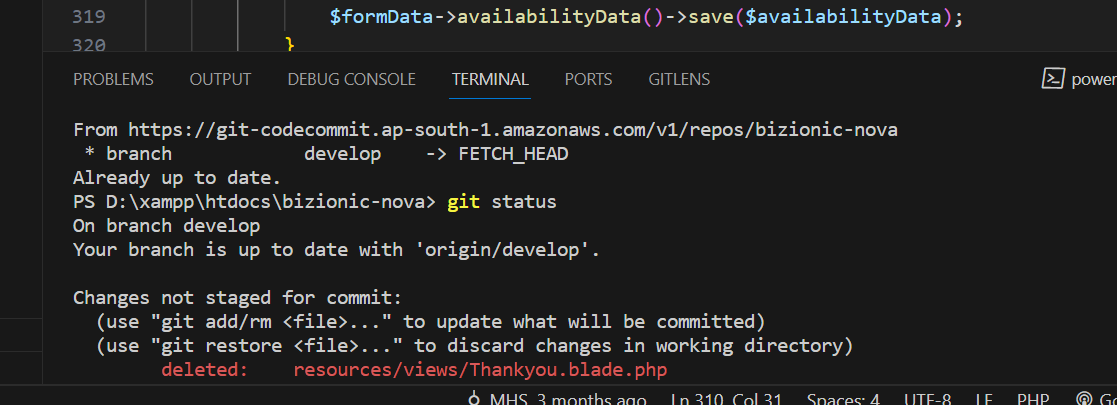 319 $formData->availabilityData()->save($availabilityData);
320 }
PROBLEMS OUTPUT DEBUG CONSOLE TERMINAL PORTS GITLENS power
From https://git-codecommit.ap-south-1.amazonaws.com/v1/repos/bizionic-nova
* branch develop -> FETCH_HEAD
Already up to date.
PS D:\xampp\htdocs\bizionic-nova> git status
On branch develop
Your branch is up to date with 'origin/develop'.
Changes not staged for commit:
(use "git add/rm <file>..." to update what will be committed)
(use "git restore <file>..." to discard changes in working directory)
deleted: resources/views/Thankyou.blade.php
MHS, 3 months ago Ln 310, Col 31 Spaces: 4 UTF-8 LF PHP Go